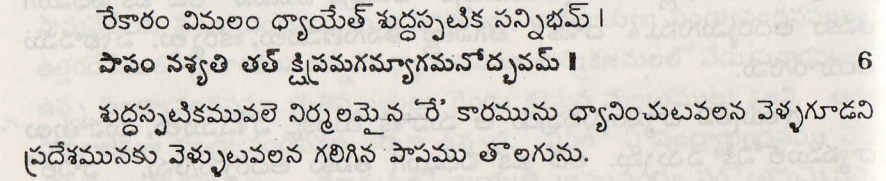 రేకారం విమలం ధ్యాయేత్ శుద్ధస్ఫటిక సన్నిభమ్ |
పాపం నశ్యతి తత్ క్షిప్రమగమ్యాగమనోద్భవమ్ ‖ 6
శుద్ధస్ఫటికమువలె నిర్మలమైన 'రే' కారమును ధ్యానించుటవలన వెళ్ళగూడని
ప్రదేశమునకు వెళ్ళుటవలన గలిగిన పాపము తొలగును.